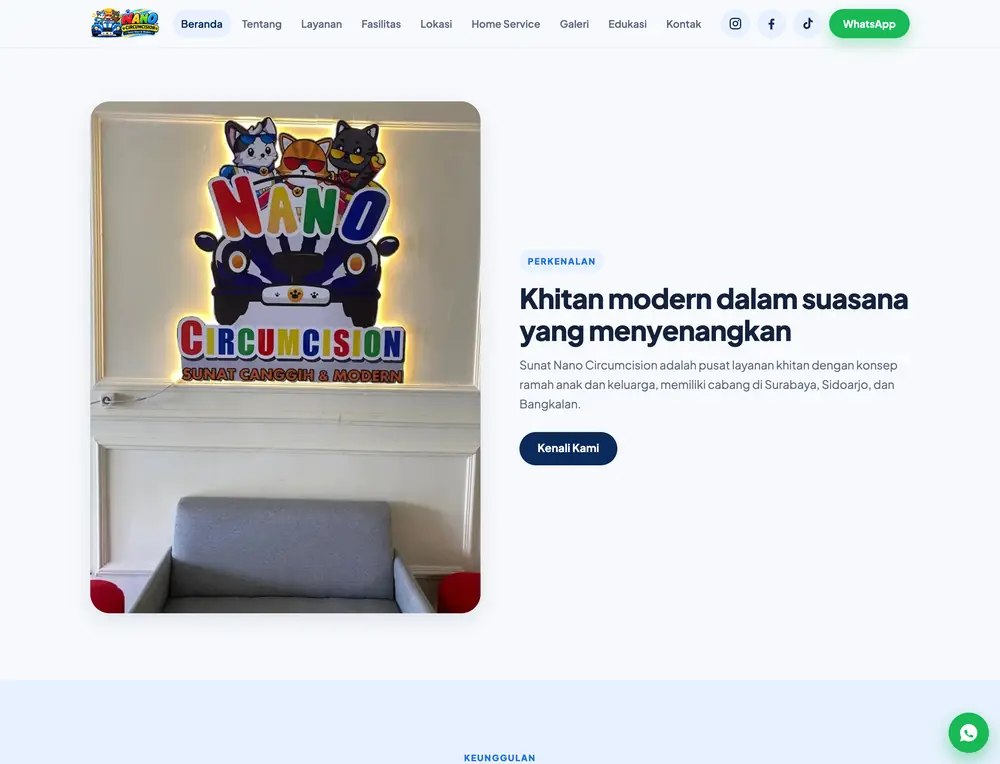 NANO
CIRCUMCISION
Beranda
Tentang
Layanan
Fasilitas
Lokasi
Home Service
Galeri
Edukasi
Kontak
WhatsApp
NANO
CIRCUMCISION
SUNAT CANGGIH & MODERN
PERKENALAN
Khitan modern dalam suasana
yang menyenangkan
Sunat Nano Circumcision adalah pusat layanan khitan dengan konsep
ramah anak dan keluarga, memiliki cabang di Surabaya, Sidoarjo, dan
Bangkalan.
Kenali Kami
KEUNGGULAN